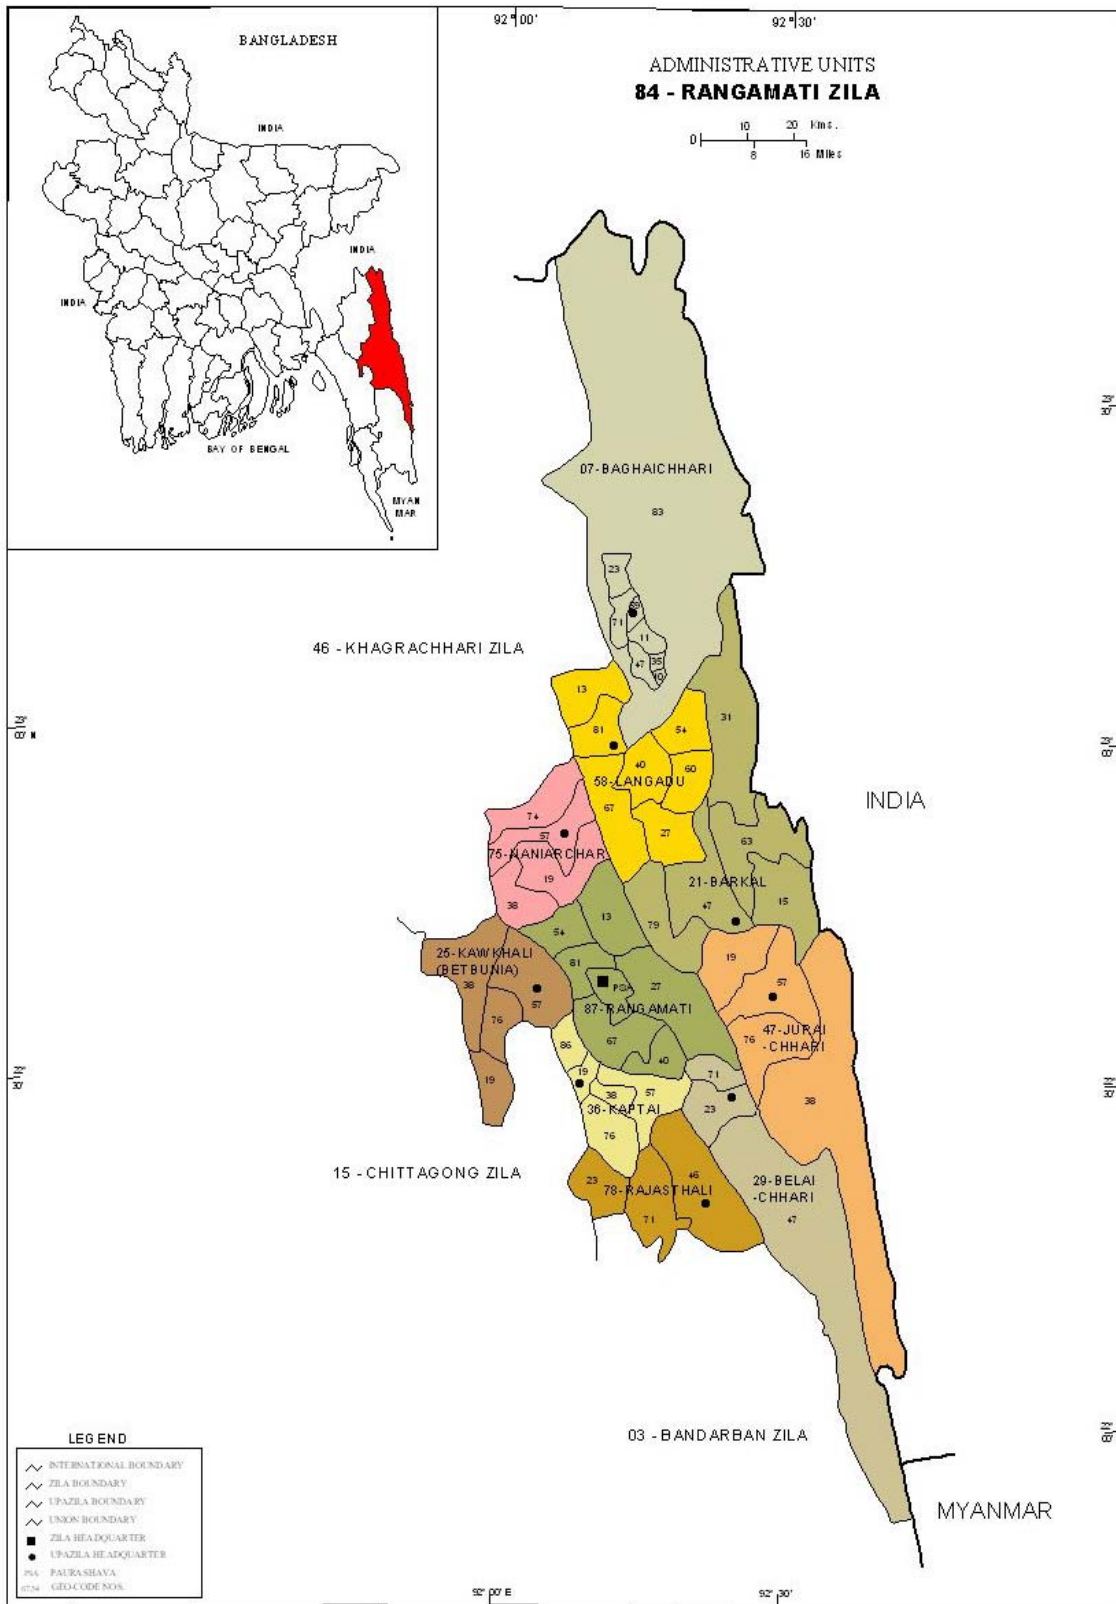 92° 00'
92° 30'
BANGLADESH
INDIA
INDIA
INDIA
BAY OF BENGAL
MYAN
MAR
ADMINISTRATIVE UNITS
84 - RANGAMATI ZILA
0 10 20 Kms.
8 16 Miles
07-BAGHAICHHARI
83
23
59
71
11
47
35
10
46 - KHAGRACHHARI ZILA
13
81
54
31
40
60
58-LANGADU
67
27
INDIA
74
57
75-NANIARCHAR
19
38
63
21-BARKAL
47
15
79
13
54
81
PSA
27
87-RANGAMATI
67
40
25-KAWKHALI
(BETBUNIA)
38
57
76
19
19
57
47-JURAI
-CHHARI
76
38
86
19
38
57
36-KAPTAI
76
71
23
15 - CHITTAGONG ZILA
23
46
78-RAJASTHALI
71
29-BELAI
-CHHARI
47
03 - BANDARBAN ZILA
MYANMAR
LEGEND
INTERNATIONAL BOUNDARY
ZILA BOUNDARY
UPAZILA BOUNDARY
UNION BOUNDARY
ZILA HEADQUARTER
UPAZILA HEADQUARTER
PSA PAURASHAVA
GEO-CODE NOS.
92° 00' E
92° 30'